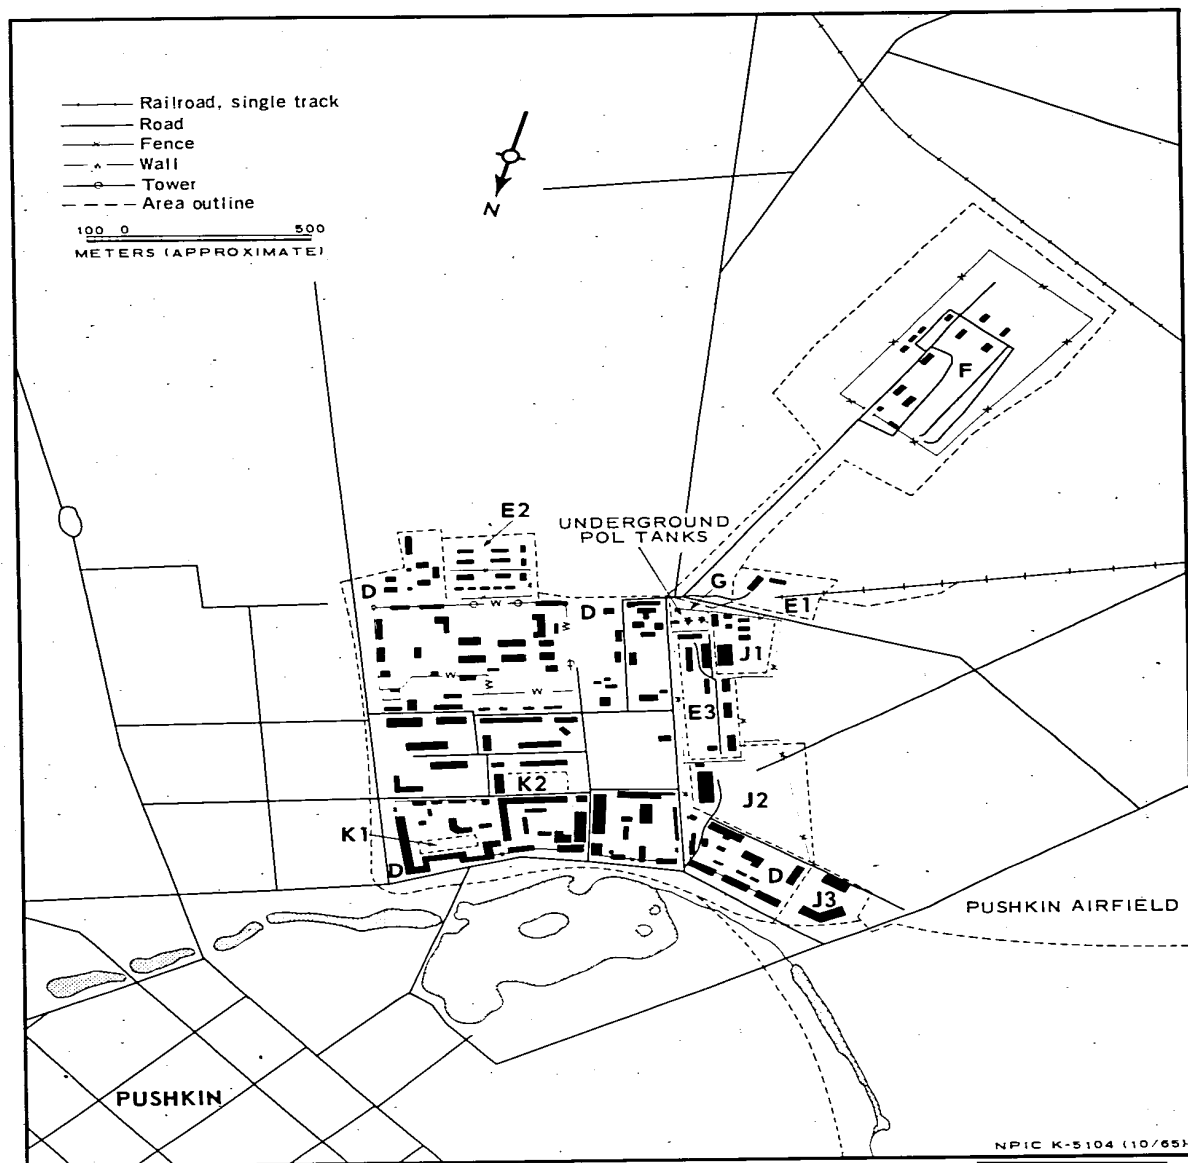 Railroad, single track
Road
Fence
Wall
Tower
Area outline
100 0 500
METERS (APPROXIMATE)
N
F
E2
UNDERGROUND
POL TANKS
D
D
G
E1
W
W
W
J1
W
W
W
E3
K2
J2
K1
D
D
J3
PUSHKIN AIRFIELD
PUSHKIN
NPIC K-5104 (10/65)